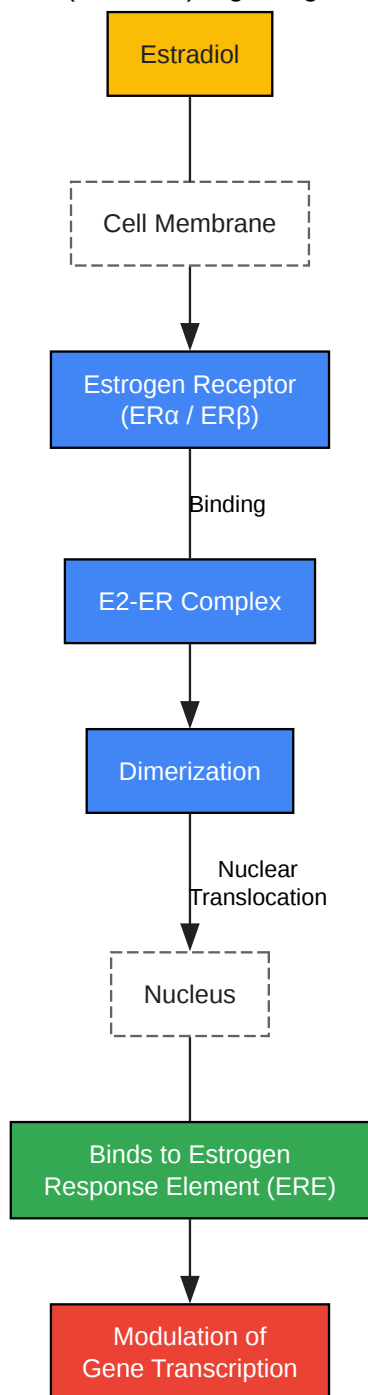 Estradiol
Cell Membrane
Estrogen Receptor
(ERα / ERβ)
Binding
E2-ER Complex
Dimerization
Nuclear
Translocation
Nucleus
Binds to Estrogen
Response Element (ERE)
Modulation of
Gene Transcription